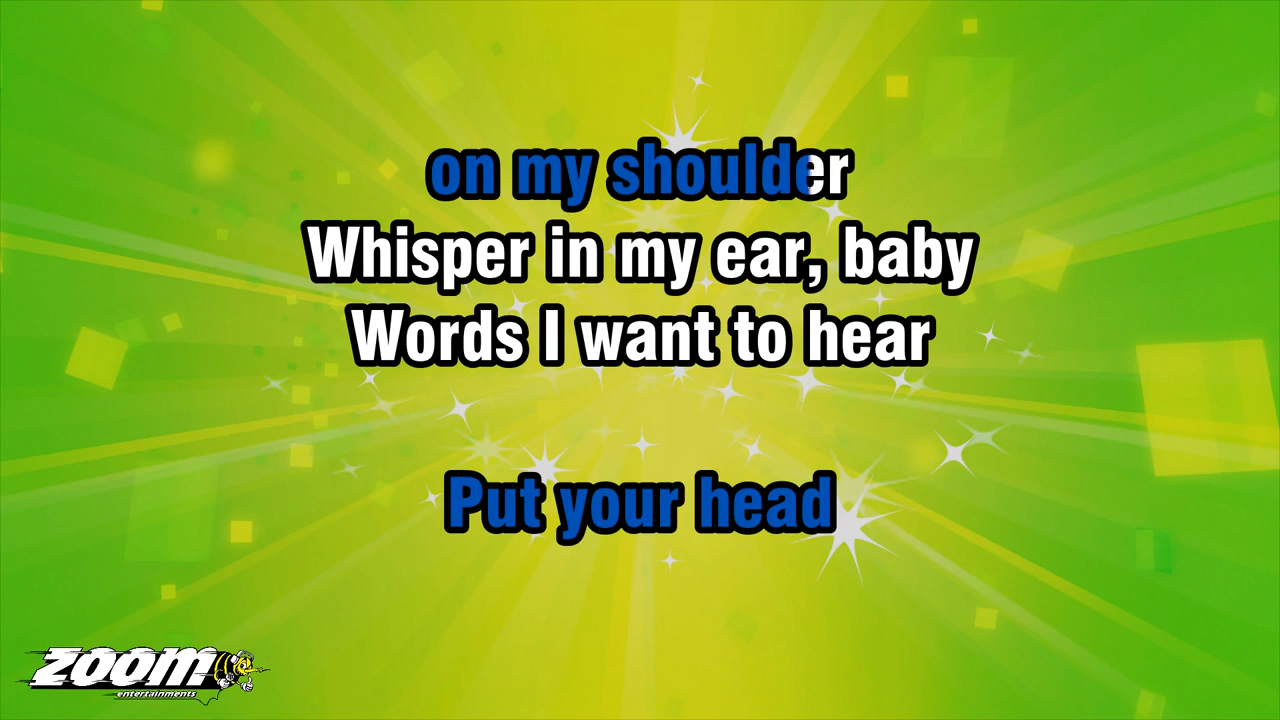 on my shoulder
Whisper in my ear, baby
Words I want to hear
Put your head
zoom
entertainments